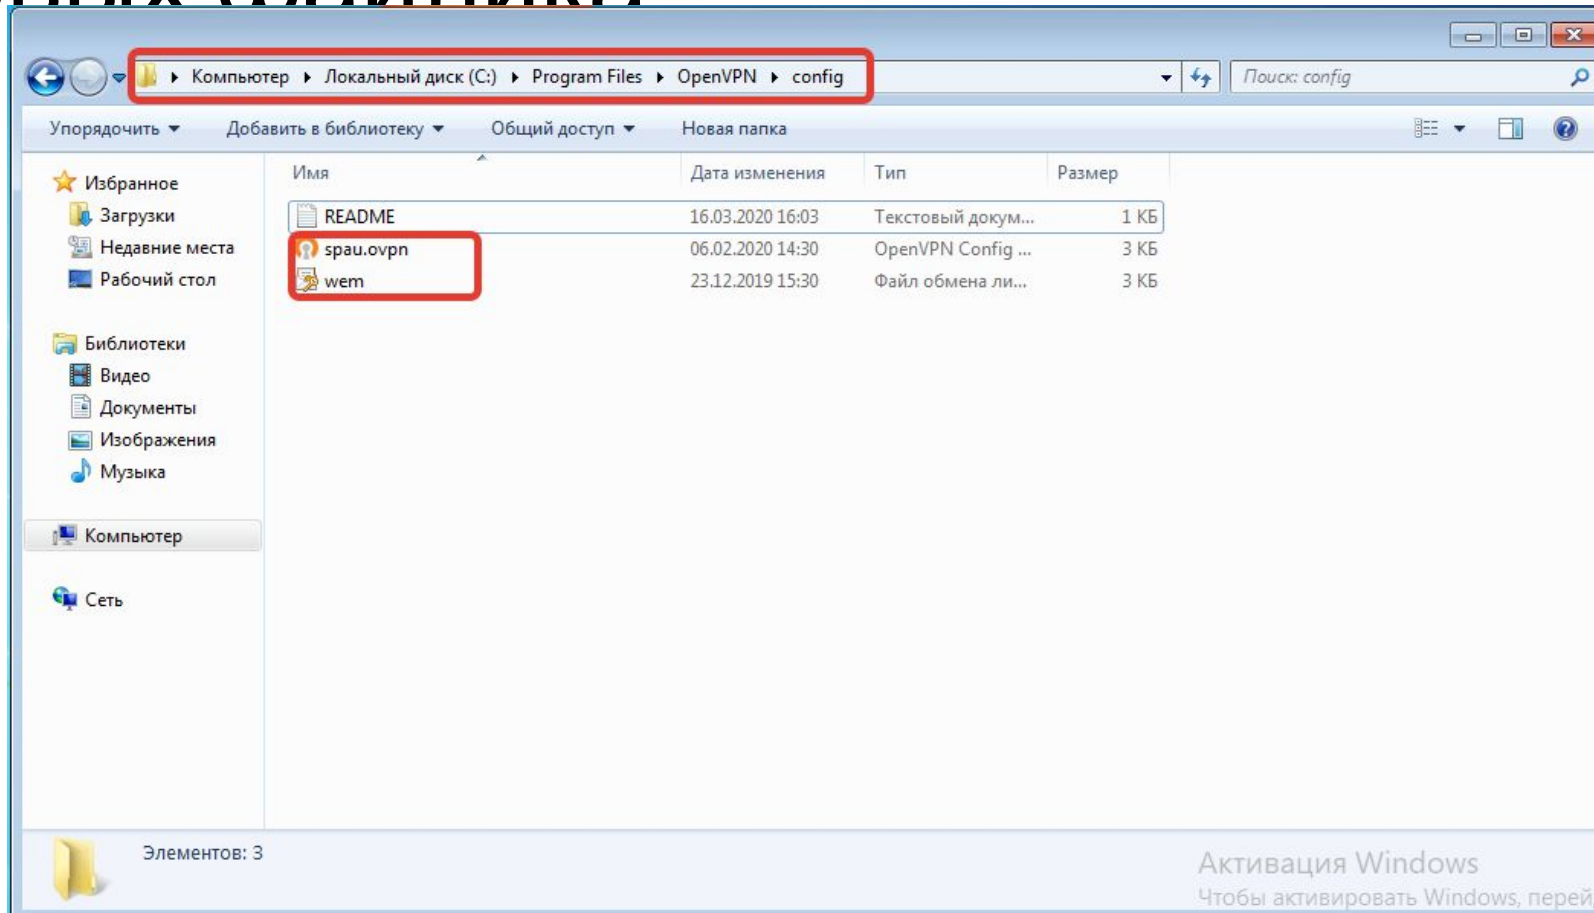 Компьютер ▸ Локальный диск (C:) ▸ Program Files ▸ OpenVPN ▸ config
Поиск: config
Упорядочить Добавить в библиотеку Общий доступ Новая папка
Имя Дата изменения Тип Размер
README 16.03.2020 16:03 Текстовый докум... 1 КБ
spau.ovpn 06.02.2020 14:30 OpenVPN Config ... 3 КБ
wem 23.12.2019 15:30 Файл обмена ли... 3 КБ
Избранное
Загрузки
Недавние места
Рабочий стол
Библиотеки
Видео
Документы
Изображения
Музыка
Компьютер
Сеть
Элементов: 3
Активация Windows
Чтобы активировать Windows, перей